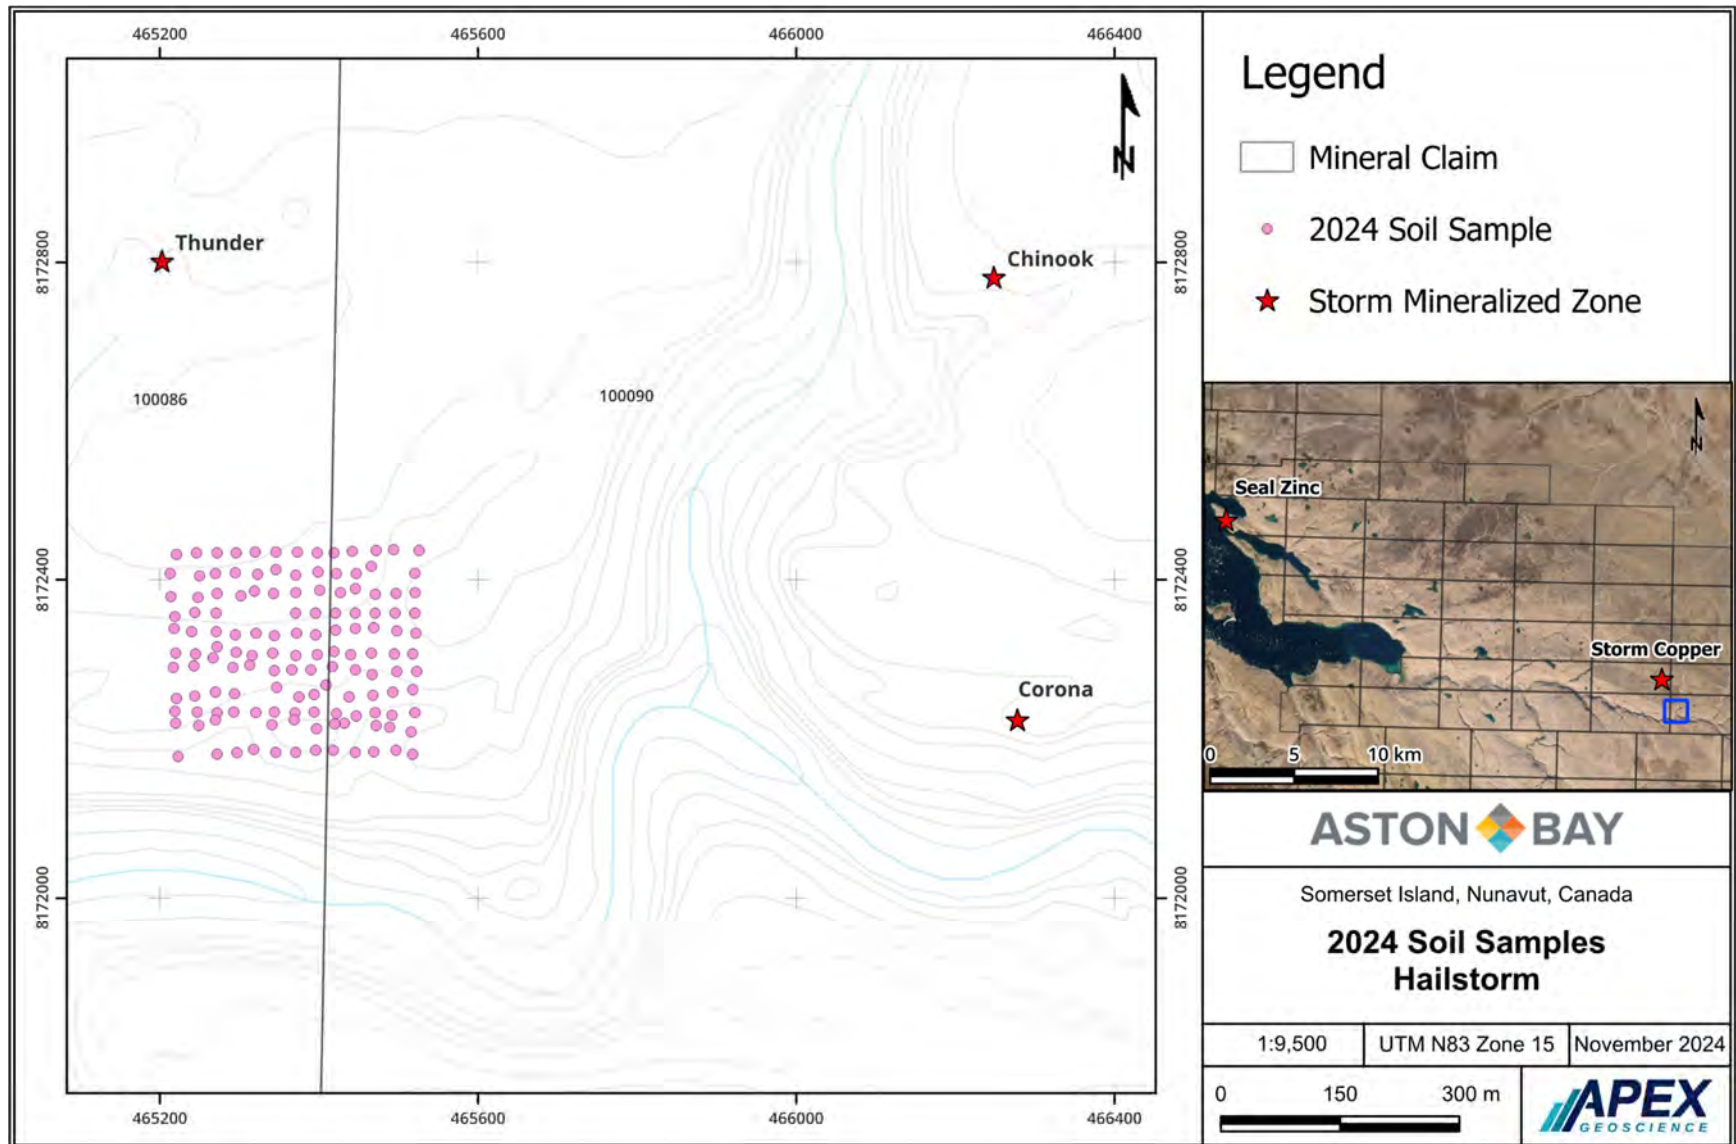 465200
465600
466000
466400
8172800
8172400
8172000
8172800
8172400
8172000
465200
465600
466000
466400
N
Thunder
Chinook
100086
100090
Corona
Legend
Mineral Claim
2024 Soil Sample
Storm Mineralized Zone
N
Seal Zinc
Storm Copper
0 5 10 km
ASTON BAY
Somerset Island, Nunavut, Canada
2024 Soil Samples
Hailstorm
1:9,500
UTM N83 Zone 15
November 2024
0 150 300 m
APEX
GEOSCIENCE